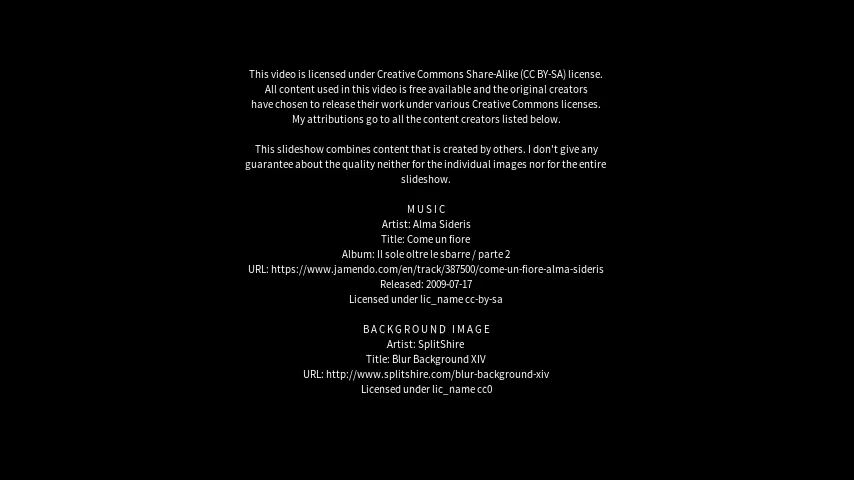 This video is licensed under Creative Commons Share-Alike (CC BY-SA) license.
All content used in this video is free available and the original creators
have chosen to release their work under various Creative Commons licenses.
My attributions go to all the content creators listed below.
This slideshow combines content that is created by others. I don't give any
guarantee about the quality neither for the individual images nor for the entire
slideshow.
MUSIC
Artist: Alma Sideris
Title: Come un fiore
Album: Il sole oltre le sbarre / parte 2
URL: https://www.jamendo.com/en/track/387500/come-un-fiore-alma-sideris
Released: 2009-07-17
Licensed under lic_name cc-by-sa
BACKGROUND IMAGE
Artist: SplitShire
Title: Blur Background XIV
URL: http://www.splitshire.com/blur-background-xiv
Licensed under lic_name cc0